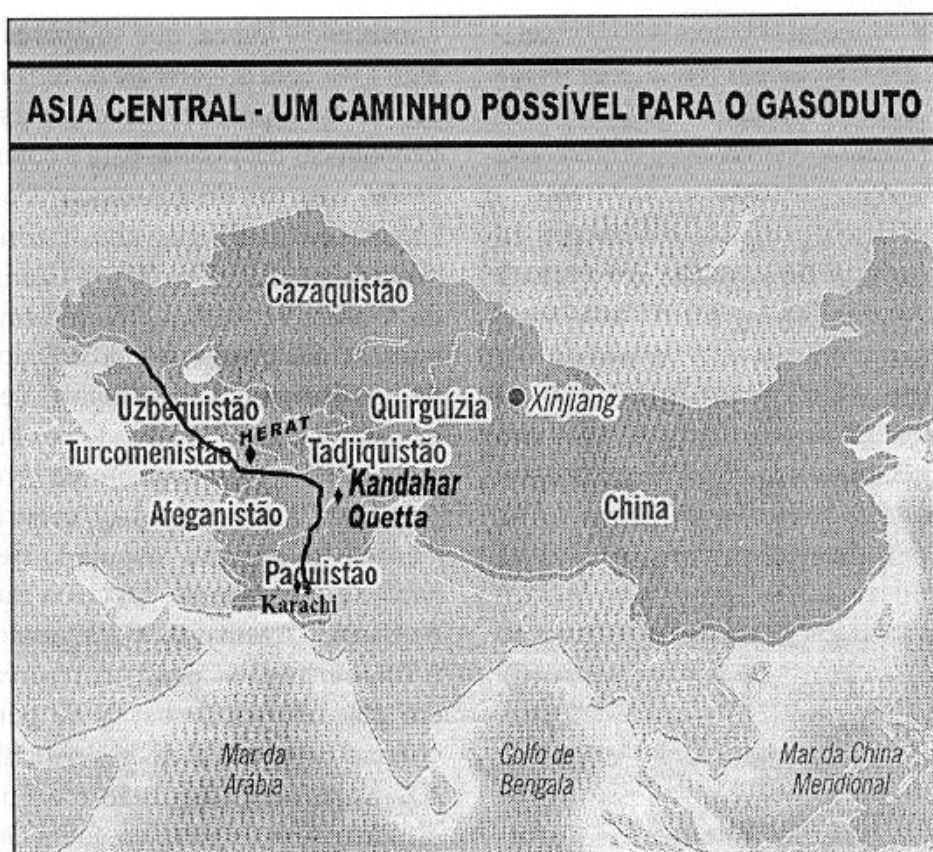 ASIA CENTRAL - UM CAMINHO POSSÍVEL PARA O GASODUTO
Cazaquistão
Uzbequistão
Quirguízia
Xinjiang
HERAT
Turcomenistão
Tadjiquistão
Kandahar
Quetta
Afeganistão
China
Paquistão
Karachi
Mar da
Arábia
Golfo de
Bengala
Mar da China
Meridional